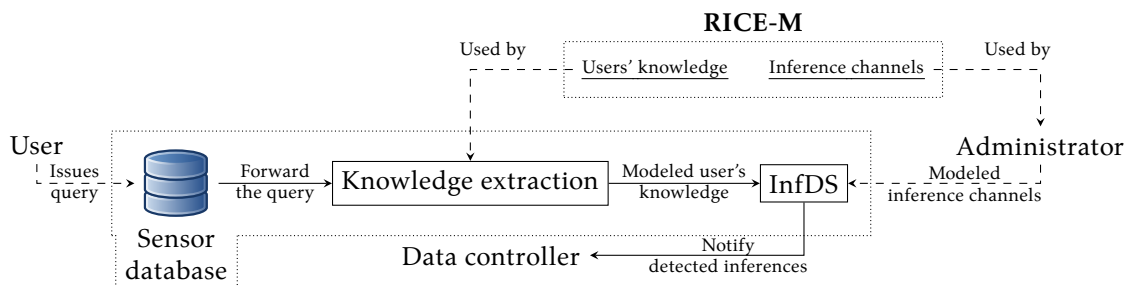 RICE-M
Used by
Users' knowledge
Inference channels
Used by
User
Issues
query
Sensor
database
Forward
the query
Knowledge extraction
Modeled user's
knowledge
InfDS
Administrator
Modeled
inference channels
Data controller
Notify
detected inferences